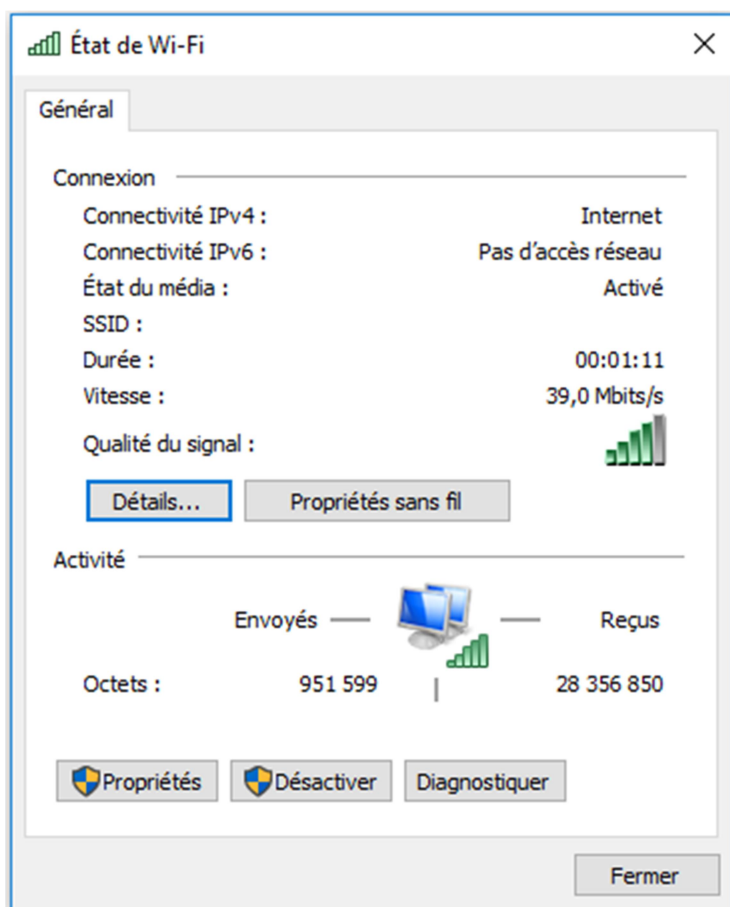 État de Wi-Fi
Général
Connexion
Connectivité IPv4 : Internet
Connectivité IPv6 : Pas d’accès réseau
État du média : Activé
SSID :
Durée : 00:01:11
Vitesse : 39,0 Mbits/s
Qualité du signal :
Détails... Propriétés sans fil
Activité
Envoyés Reçus
Octets : 951 599 28 356 850
Propriétés Désactiver Diagnostiquer
Fermer